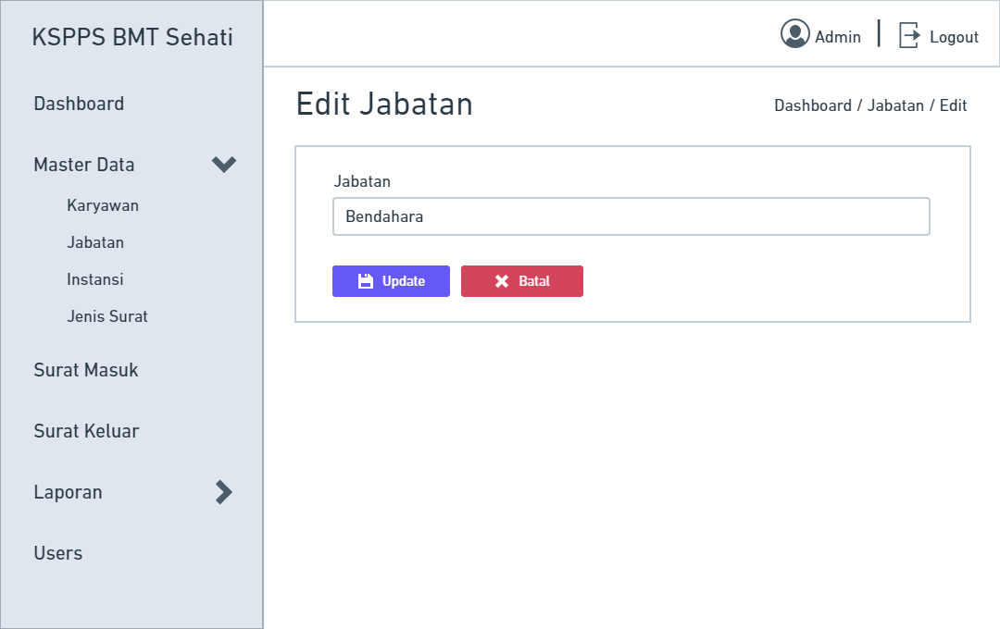 KSPPS BMT Sehati
Dashboard
Master Data
Karyawan
Jabatan
Instansi
Jenis Surat
Surat Masuk
Surat Keluar
Laporan
Users
Admin | Logout
Edit Jabatan
Dashboard / Jabatan / Edit
Jabatan
Bendahara
Update
Batal